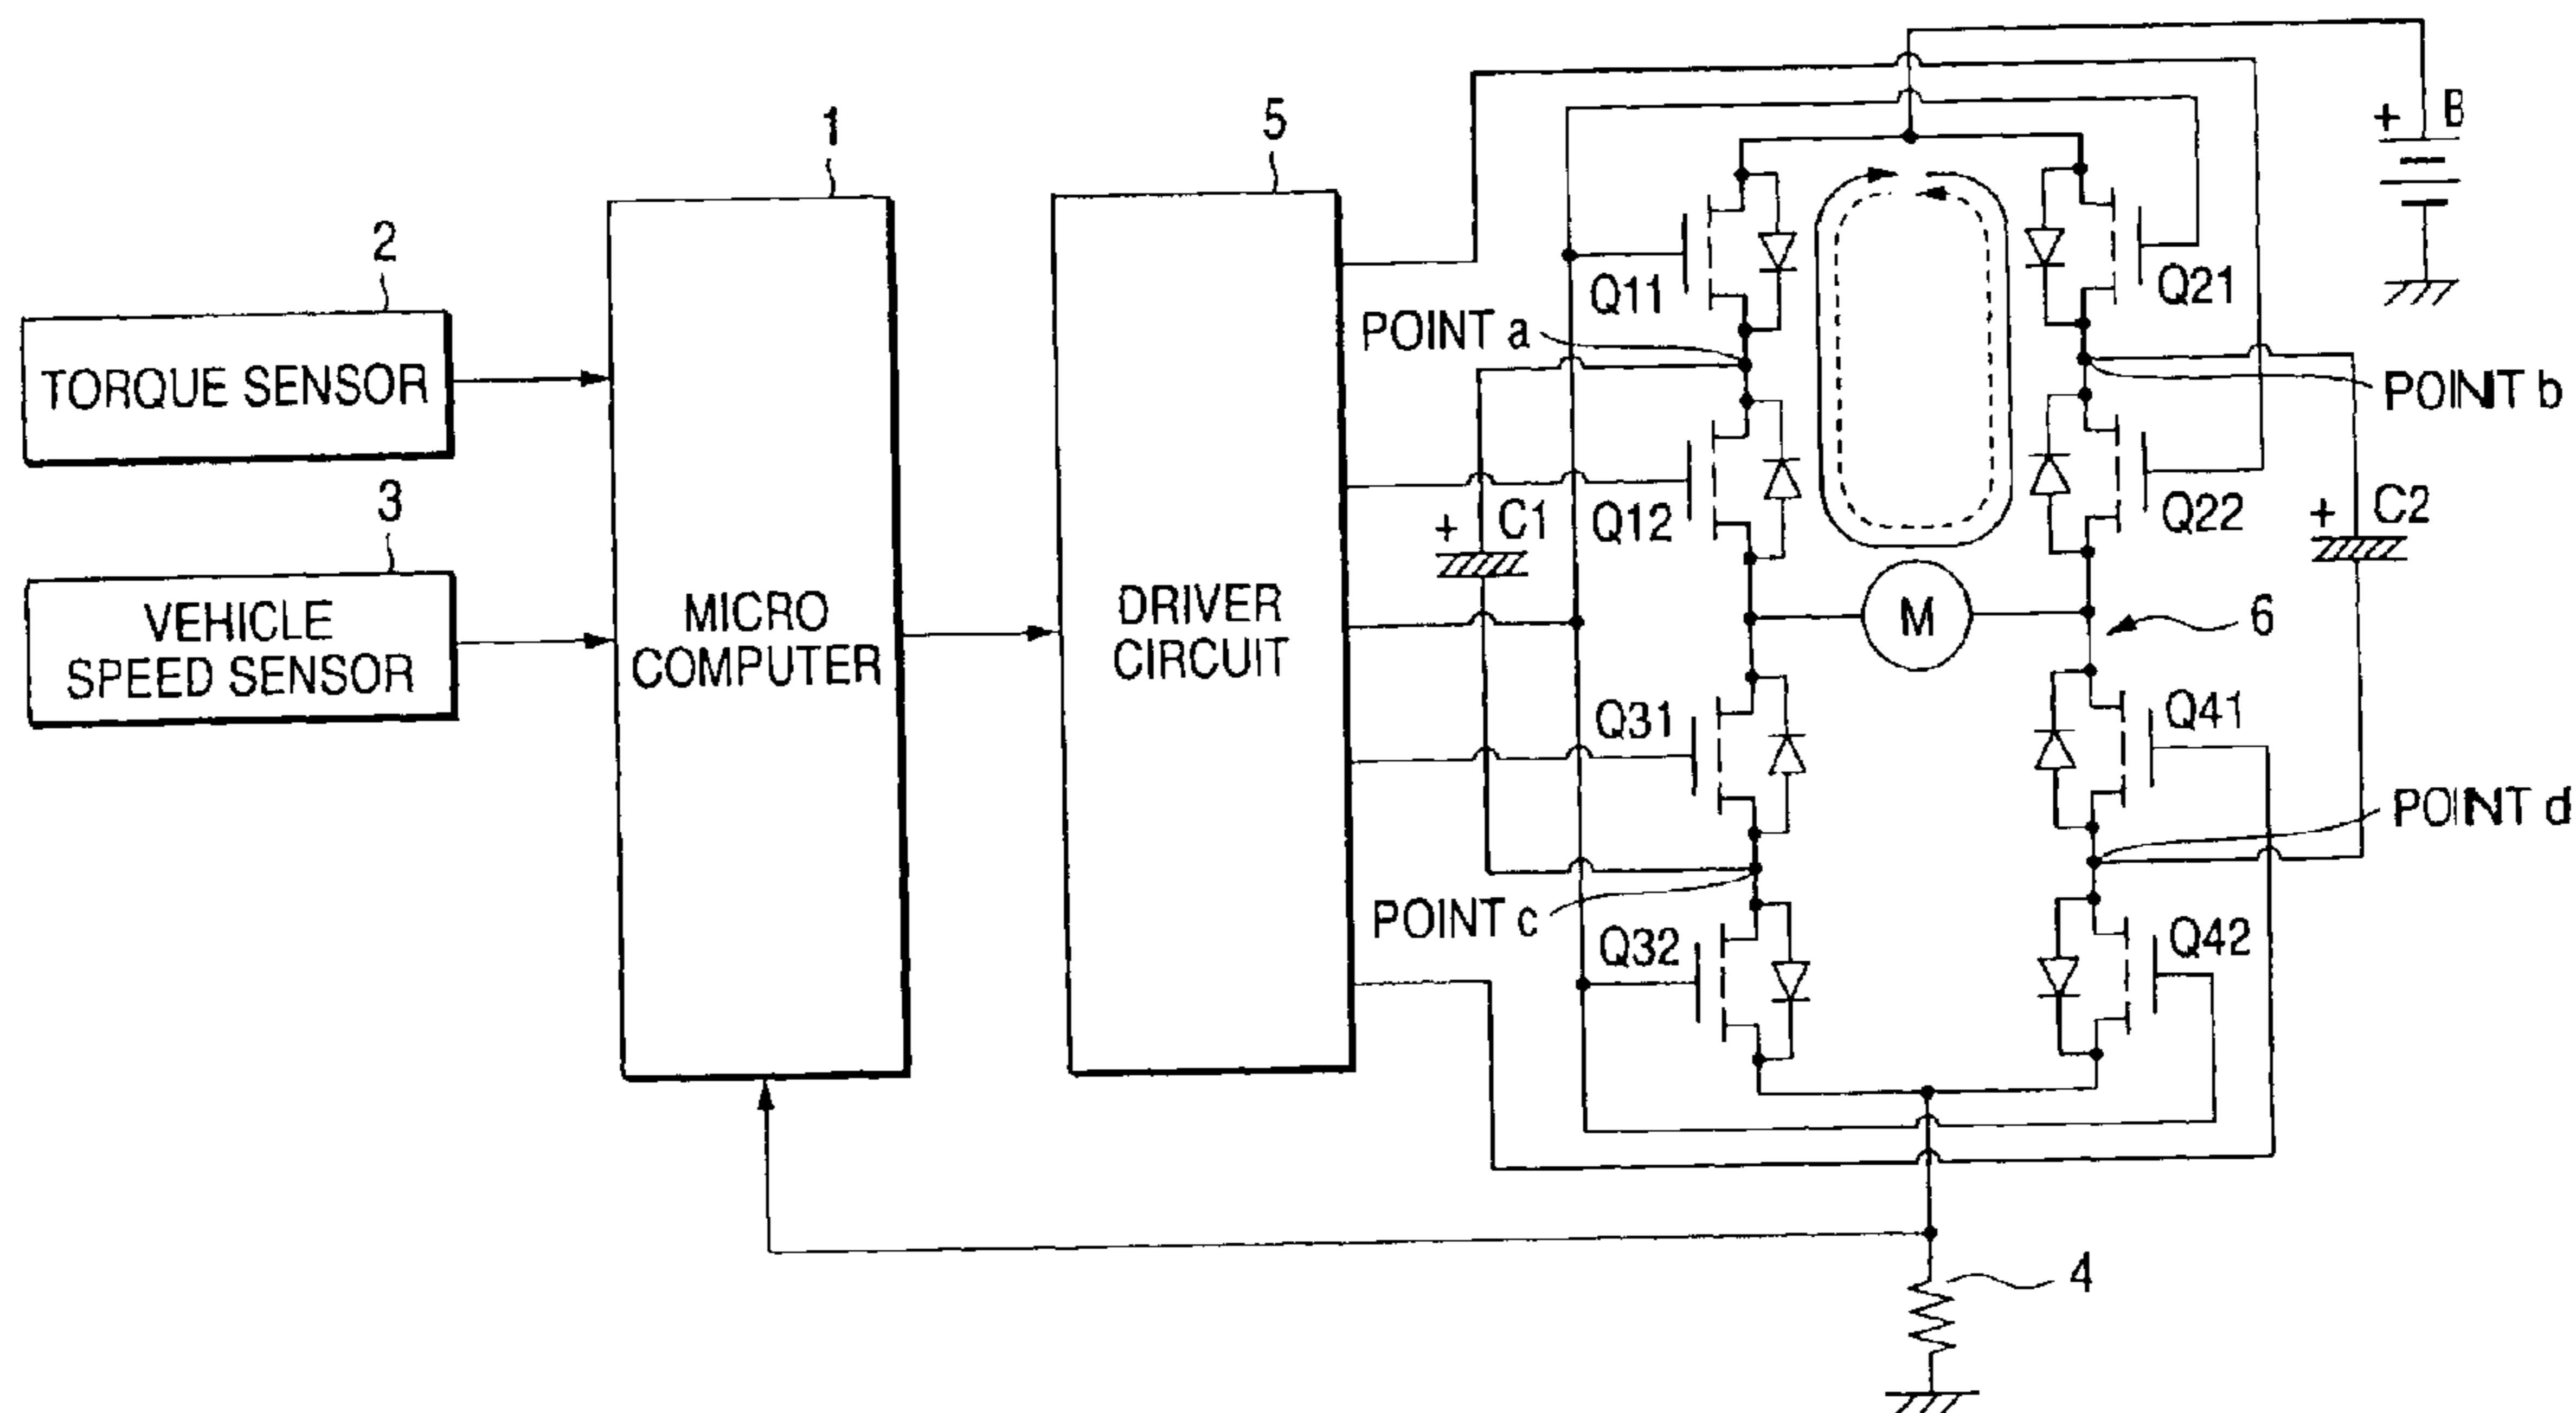 1
2
3
5
TORQUE SENSOR
VEHICLE
SPEED SENSOR
MICRO
COMPUTER
DRIVER
CIRCUIT
+ B
Q11
Q21
POINT a
POINT b
Q12
Q22
+ C1
+ C2
M
6
Q31
Q41
POINT c
POINT d
Q32
Q42
4